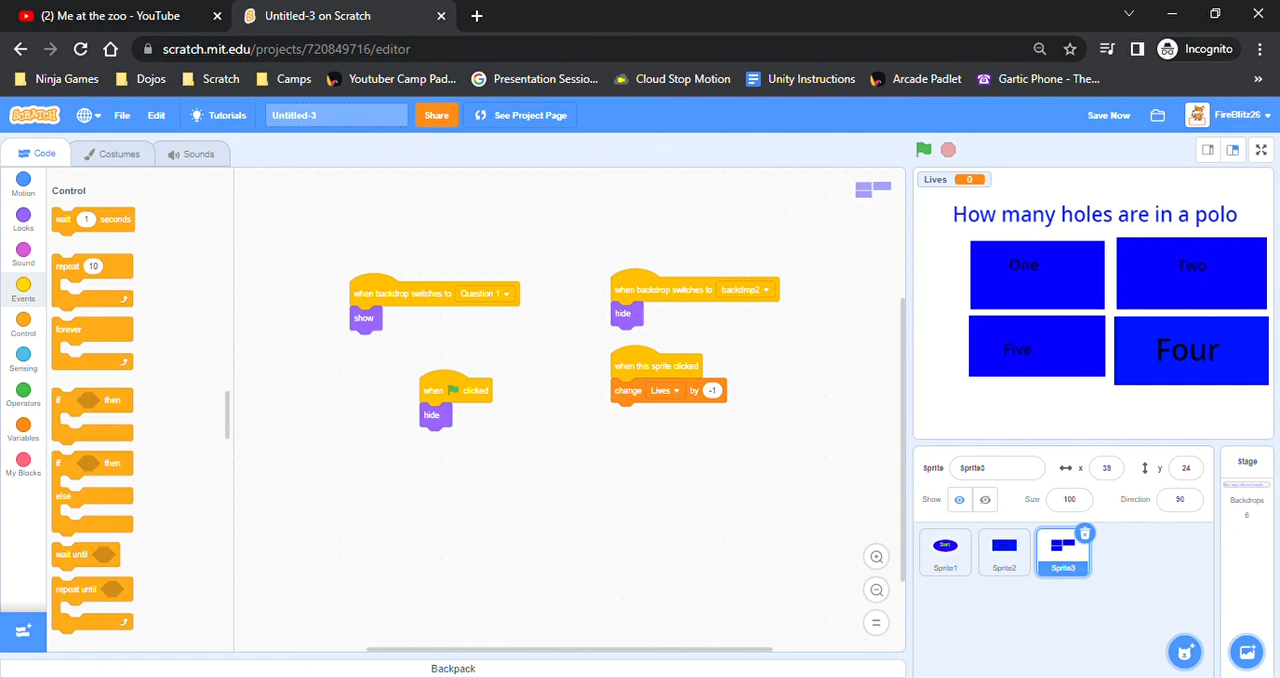 (2) Me at the zoo - YouTube
Untitled-3 on Scratch
scratch.mit.edu/projects/720849716/editor
Incognito
Ninja Games
Dojos
Scratch
Camps
Youtuber Camp Pad...
Presentation Sessio...
Cloud Stop Motion
Unity Instructions
Arcade Padlet
Gartic Phone - The...
SCRATCH
File
Edit
Tutorials
Untitled-3
Share
See Project Page
Save Now
FireBlitz26
Code
Costumes
Sounds
Motion
Looks
Sound
Events
Control
Sensing
Operators
Variables
My Blocks
Control
wait 1 seconds
repeat 10
forever
if then
if then
else
wait until
repeat until
when backdrop switches to Question 1
show
when clicked
hide
when backdrop switches to backdrop2
hide
when this sprite clicked
change Lives by -1
Backpack
Lives 0
How many holes are in a polo
One
Two
Five
Four
Sprite Sprite3
x 39
y 24
Show
Size 100
Direction 90
Sprite1
Sprite2
Sprite3
Stage
Backdrops
6